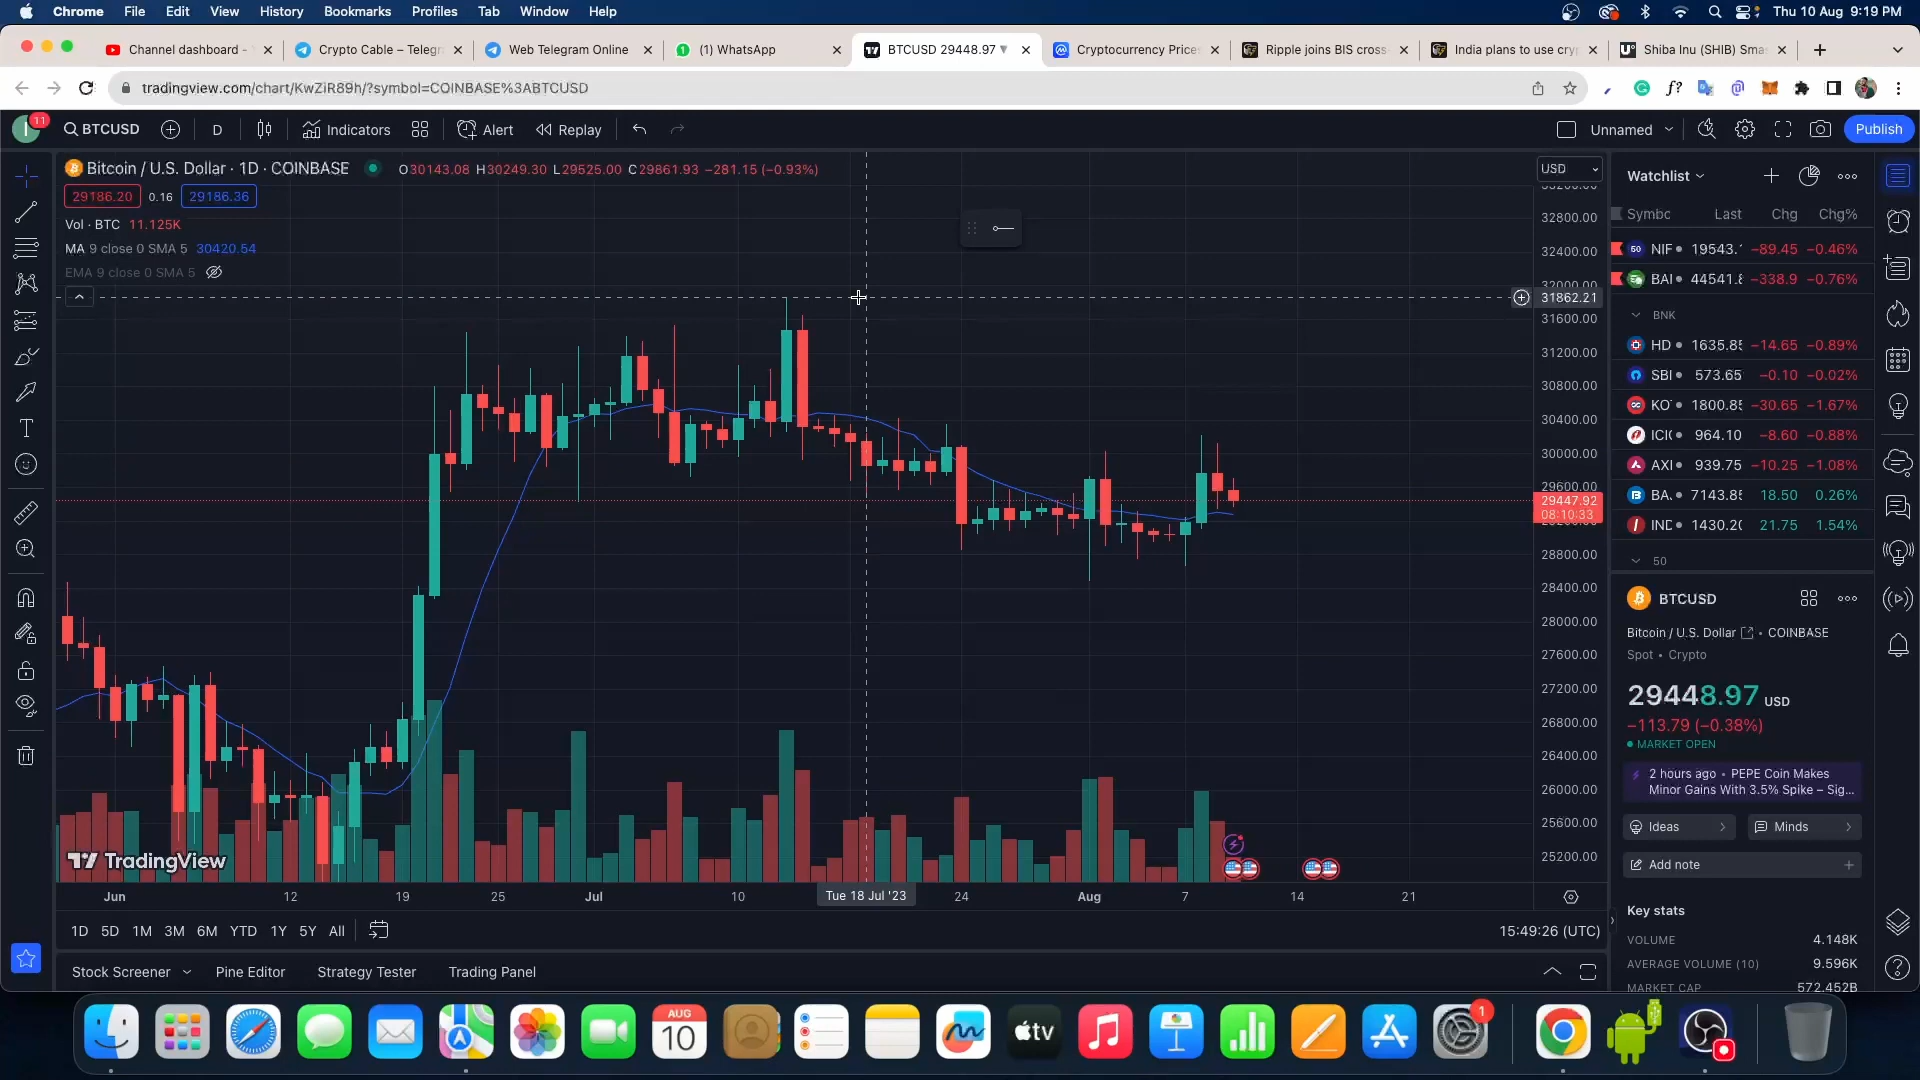 Chrome File Edit View History Bookmarks Profiles Tab Window Help Thu 10 Aug 9:19 PM
Channel dashboard - Crypto Cable – Telegr Web Telegram Online (1) WhatsApp BTCUSD 29448.97 ▼ Cryptocurrency Price Ripple joins BIS cross India plans to use cry Shiba Inu (SHIB) Sma
tradingview.com/chart/KwZiR89h/?symbol=COINBASE%3ABTCUSD
11 BTCUSD D Indicators Alert Replay Unnamed Publish
Bitcoin / U.S. Dollar · 1D · COINBASE O30143.08 H30249.30 L29525.00 C29861.93 −281.15 (−0.93%)
29186.20 0.16 29186.36
Vol · BTC 11.125K
MA 9 close 0 SMA 5 30420.54
EMA 9 close 0 SMA 5
USD
32800.00
32400.00
32000.00
31862.21
31600.00
31200.00
30800.00
30400.00
30000.00
29600.00
29447.92
08:10:33
28800.00
28400.00
28000.00
27600.00
27200.00
26800.00
26400.00
26000.00
25600.00
25200.00
TradingView
Jun 12 19 25 Jul 10 Tue 18 Jul '23 24 Aug 7 14 21
1D 5D 1M 3M 6M YTD 1Y 5Y All 15:49:26 (UTC)
Stock Screener Pine Editor Strategy Tester Trading Panel
Watchlist
Symbc Last Chg Chg%
50 NIF 19543. −89.45 −0.46%
BAI 44541.8 −338.9 −0.76%
BNK
HD 1635.85 −14.65 −0.89%
SBI 573.65 −0.10 −0.02%
KO 1800.85 −30.65 −1.67%
ICI 964.10 −8.60 −0.88%
AXI 939.75 −10.25 −1.08%
BA. 7143.85 18.50 0.26%
INE 1430.20 21.75 1.54%
50
BTCUSD
Bitcoin / U.S. Dollar • COINBASE
Spot • Crypto
29448.97 USD
−113.79 (−0.38%)
MARKET OPEN
2 hours ago • PEPE Coin Makes
Minor Gains With 3.5% Spike – Sig...
Ideas Minds
Add note
Key stats
VOLUME 4.148K
AVERAGE VOLUME (10) 9.596K
MARKET CAP 572.452B
AUG
10
tv
1